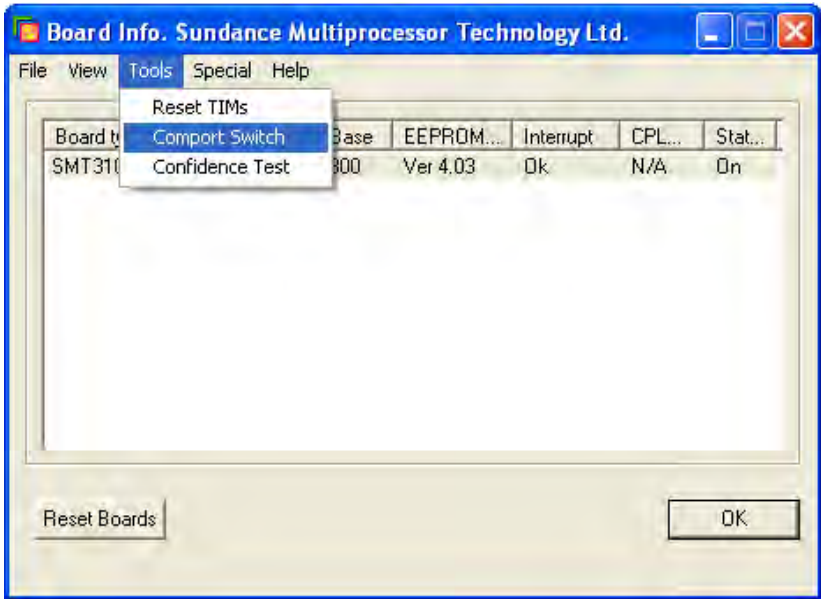 Board Info. Sundance Multiprocessor Technology Ltd.
File View Tools Special Help
Reset TIMs
Comport Switch
Confidence Test
Board Base EEPROM... Interrupt CPL... Stat...
SMT310 300 Ver 4.03 Ok N/A On
Reset Boards
OK